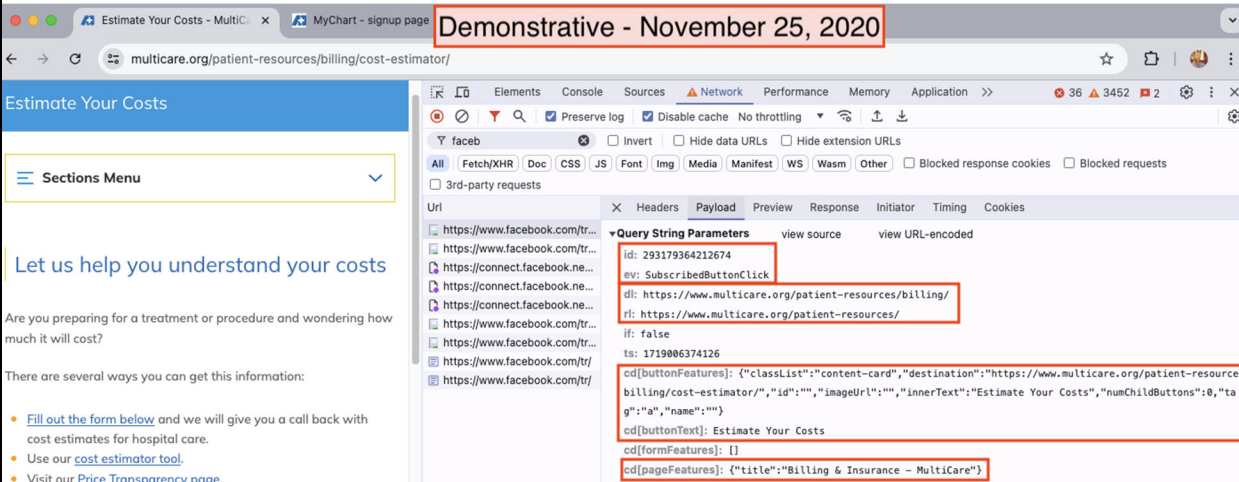 Estimate Your Costs - MultiCa
MyChart - signup page
Demonstrative - November 25, 2020
multicare.org/patient-resources/billing/cost-estimator/
Estimate Your Costs
Sections Menu
Let us help you understand your costs
Are you preparing for a treatment or procedure and wondering how
much it will cost?
There are several ways you can get this information:
Fill out the form below and we will give you a call back with
cost estimates for hospital care.
Use our cost estimator tool.
Visit our Price Transparency page
Elements Console Sources Network Performance Memory Application 36 3452 2
Preserve log Disable cache No throttling
faceb Invert Hide data URLs Hide extension URLs
All Fetch/XHR Doc CSS JS Font Img Media Manifest WS Wasm Other Blocked response cookies Blocked requests
3rd-party requests
Url
https://www.facebook.com/tr...
https://www.facebook.com/tr...
https://connect.facebook.ne...
https://connect.facebook.ne...
https://connect.facebook.ne...
https://www.facebook.com/tr...
https://www.facebook.com/tr...
https://www.facebook.com/tr/
https://www.facebook.com/tr/
Headers Payload Preview Response Initiator Timing Cookies
Query String Parameters view source view URL-encoded
id: 293179364212674
ev: SubscribedButtonClick
dl: https://www.multicare.org/patient-resources/billing/
rl: https://www.multicare.org/patient-resources/
if: false
ts: 1719006374126
cd[buttonFeatures]: {"classList":"content-card","destination":"https://www.multicare.org/patient-resource
billing/cost-estimator/","id":"","imageUrl":"","innerText":"Estimate Your Costs","numChildButtons":0,"ta
g":"a","name":""}
cd[buttonText]: Estimate Your Costs
cd[formFeatures]: []
cd[pageFeatures]: {"title":"Billing & Insurance – MultiCare"}